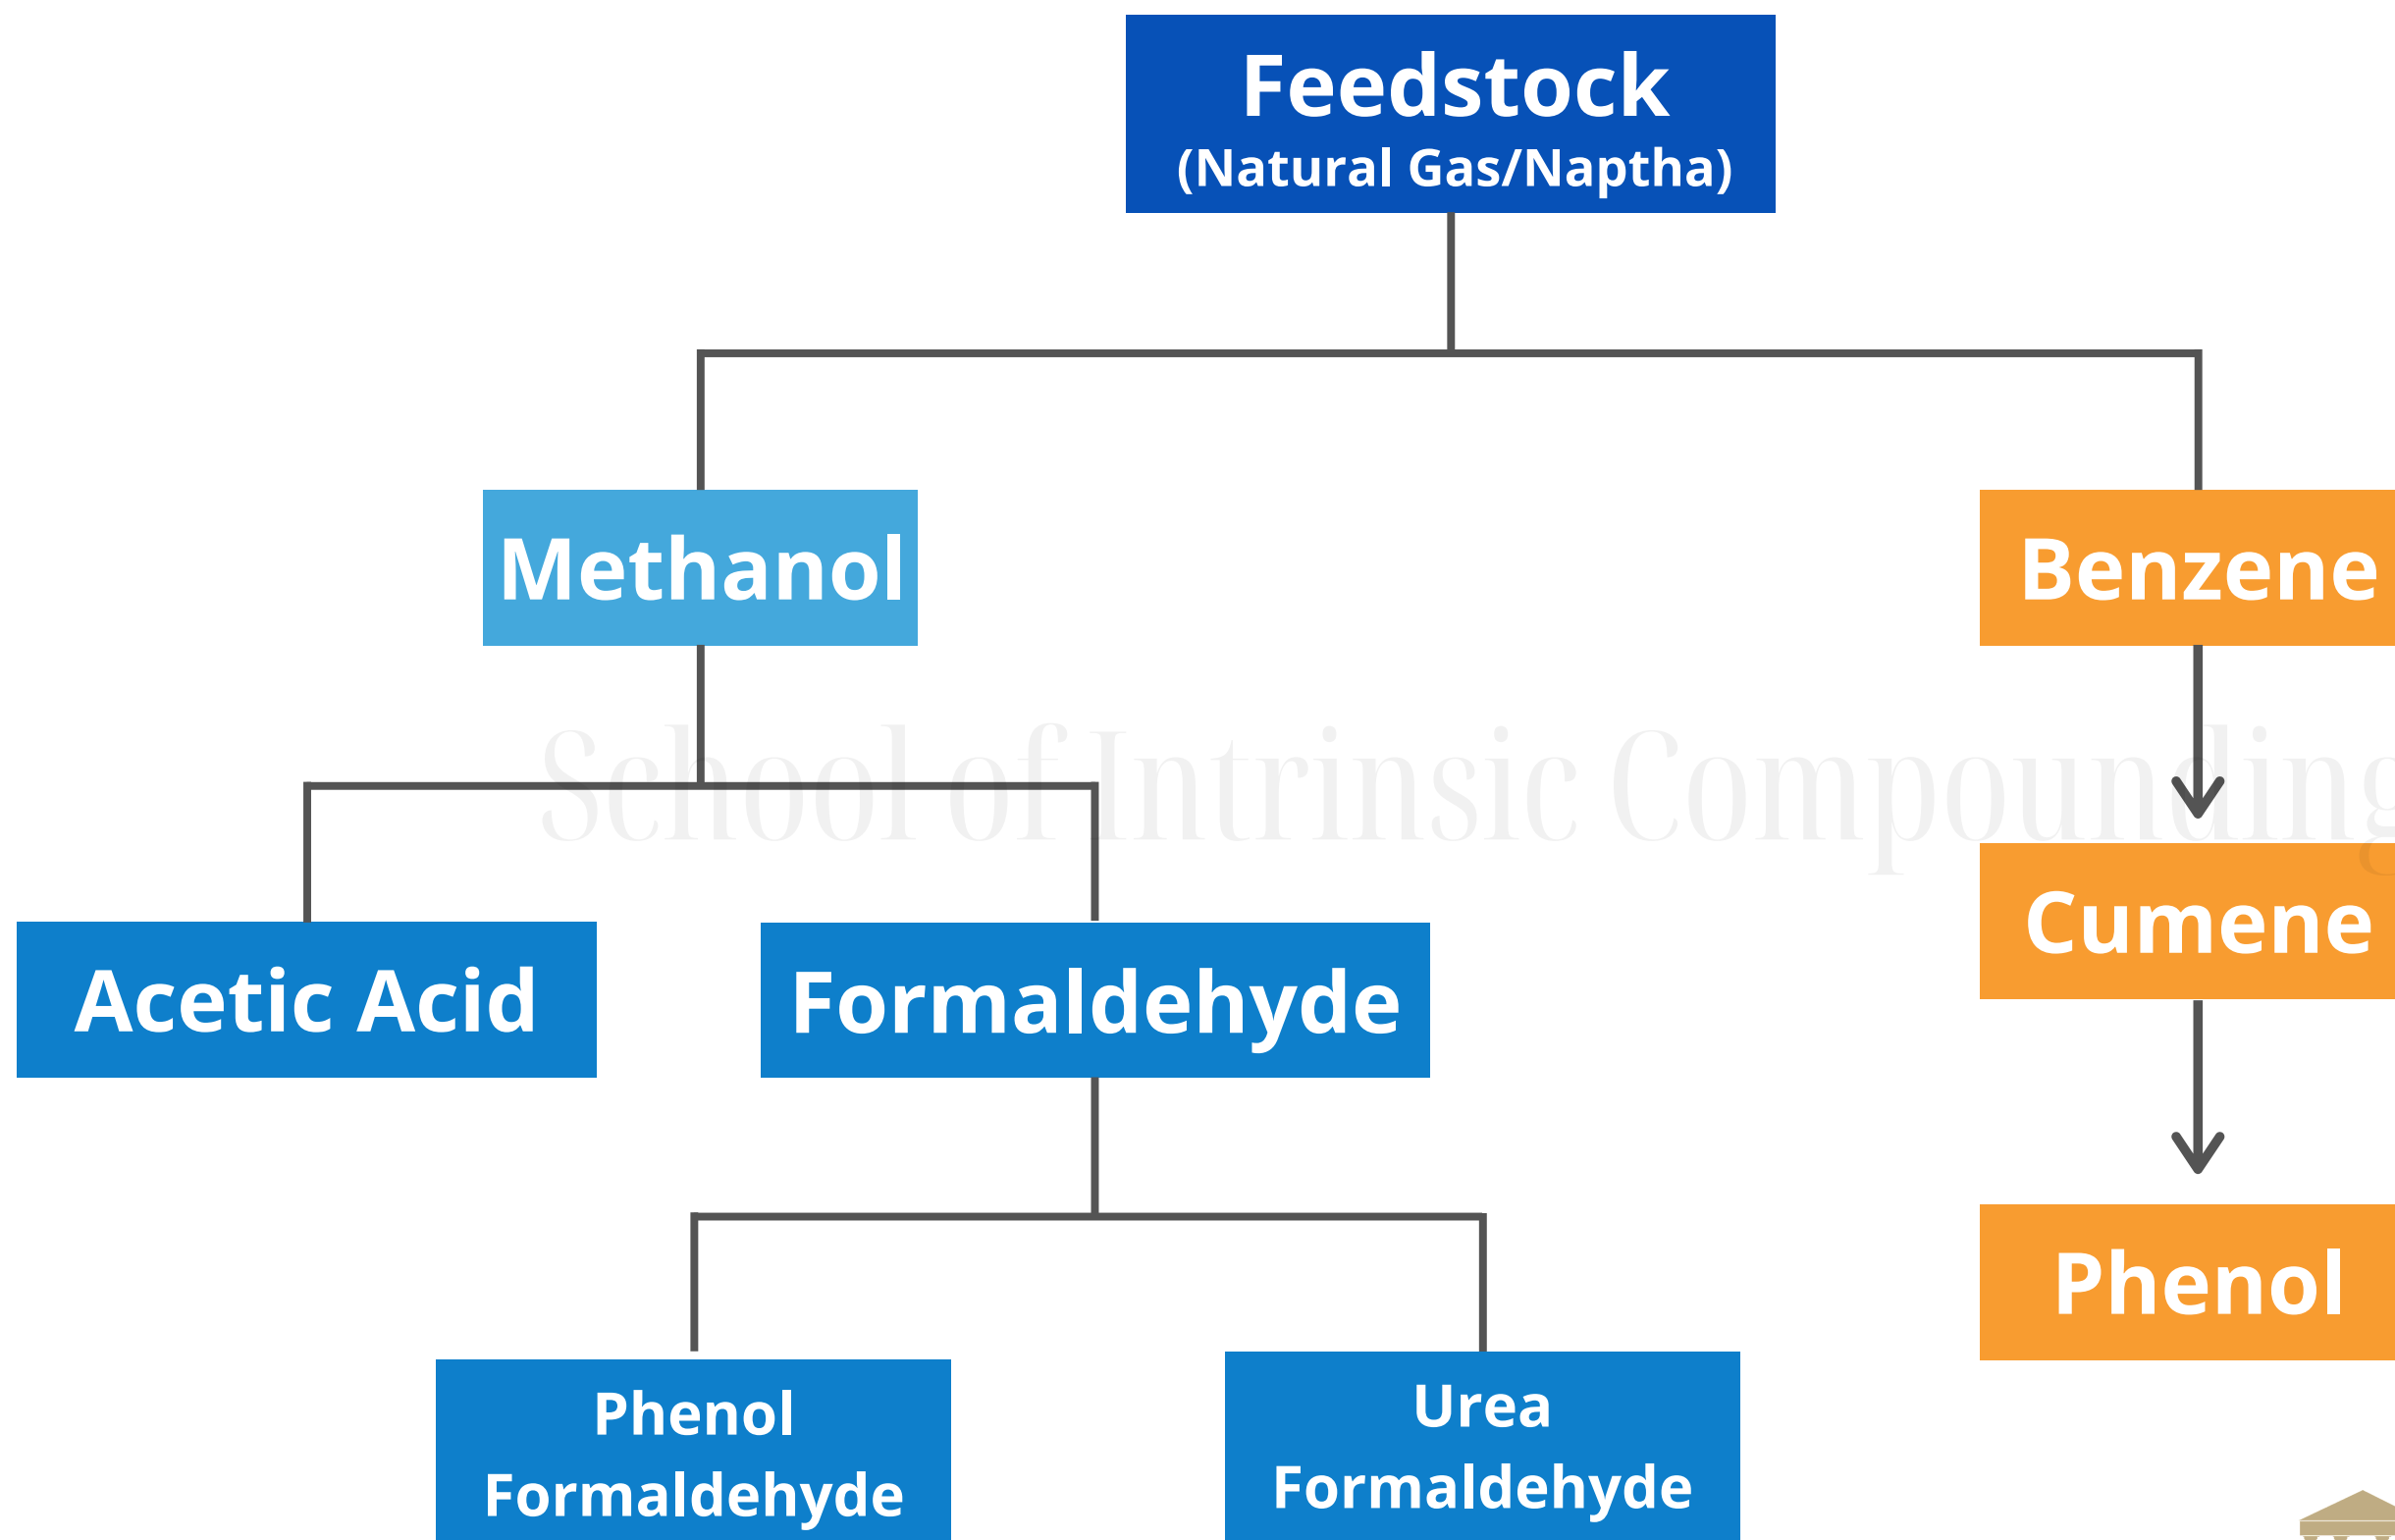 Feedstock
(Natural Gas/Naptha)
Methanol
Benzene
School of Intrinsic Compounding
Cumene
Acetic Acid
Formaldehyde
Phenol
Phenol
Formaldehyde
Urea
Formaldehyde